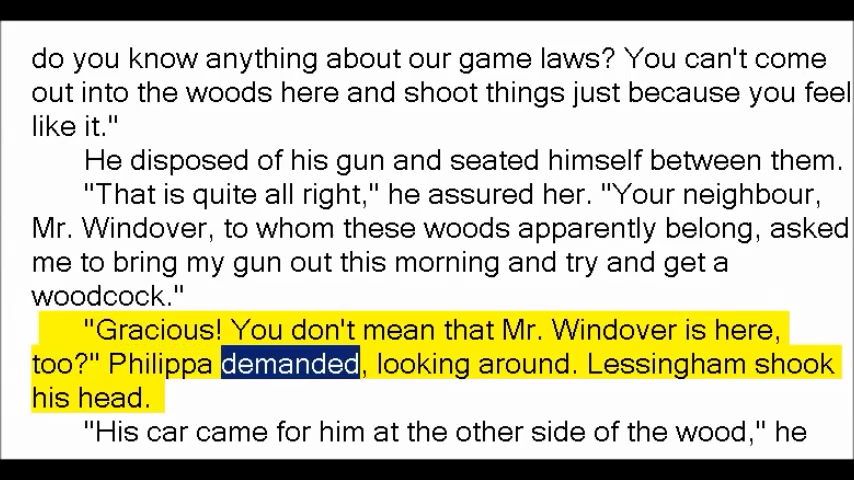 do you know anything about our game laws? You can't come
out into the woods here and shoot things just because you feel
like it."
He disposed of his gun and seated himself between them.
"That is quite all right," he assured her. "Your neighbour,
Mr. Windover, to whom these woods apparently belong, asked
me to bring my gun out this morning and try and get a
woodcock."
"Gracious! You don't mean that Mr. Windover is here,
too?" Philippa demanded, looking around. Lessingham shook
his head.
"His car came for him at the other side of the wood," he